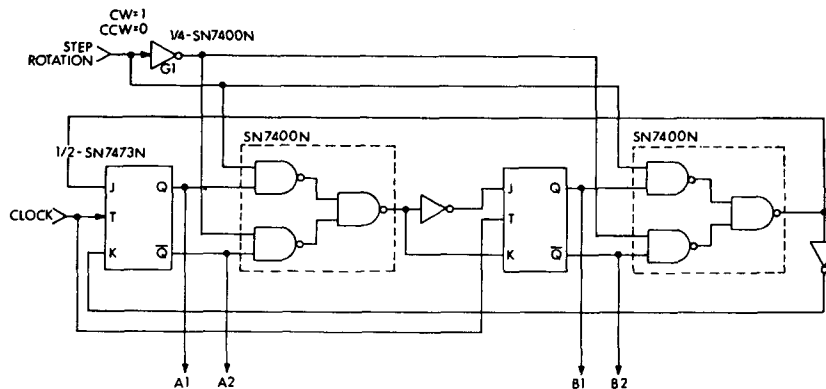 CW=1
CCW=0
1/4-SN7400N
STEP
ROTATION
G1
SN7400N
SN7400N
1/2-SN7473N
J
Q
J
Q
CLOCK
T
T
K
Q
K
Q
A1
A2
B1
B2